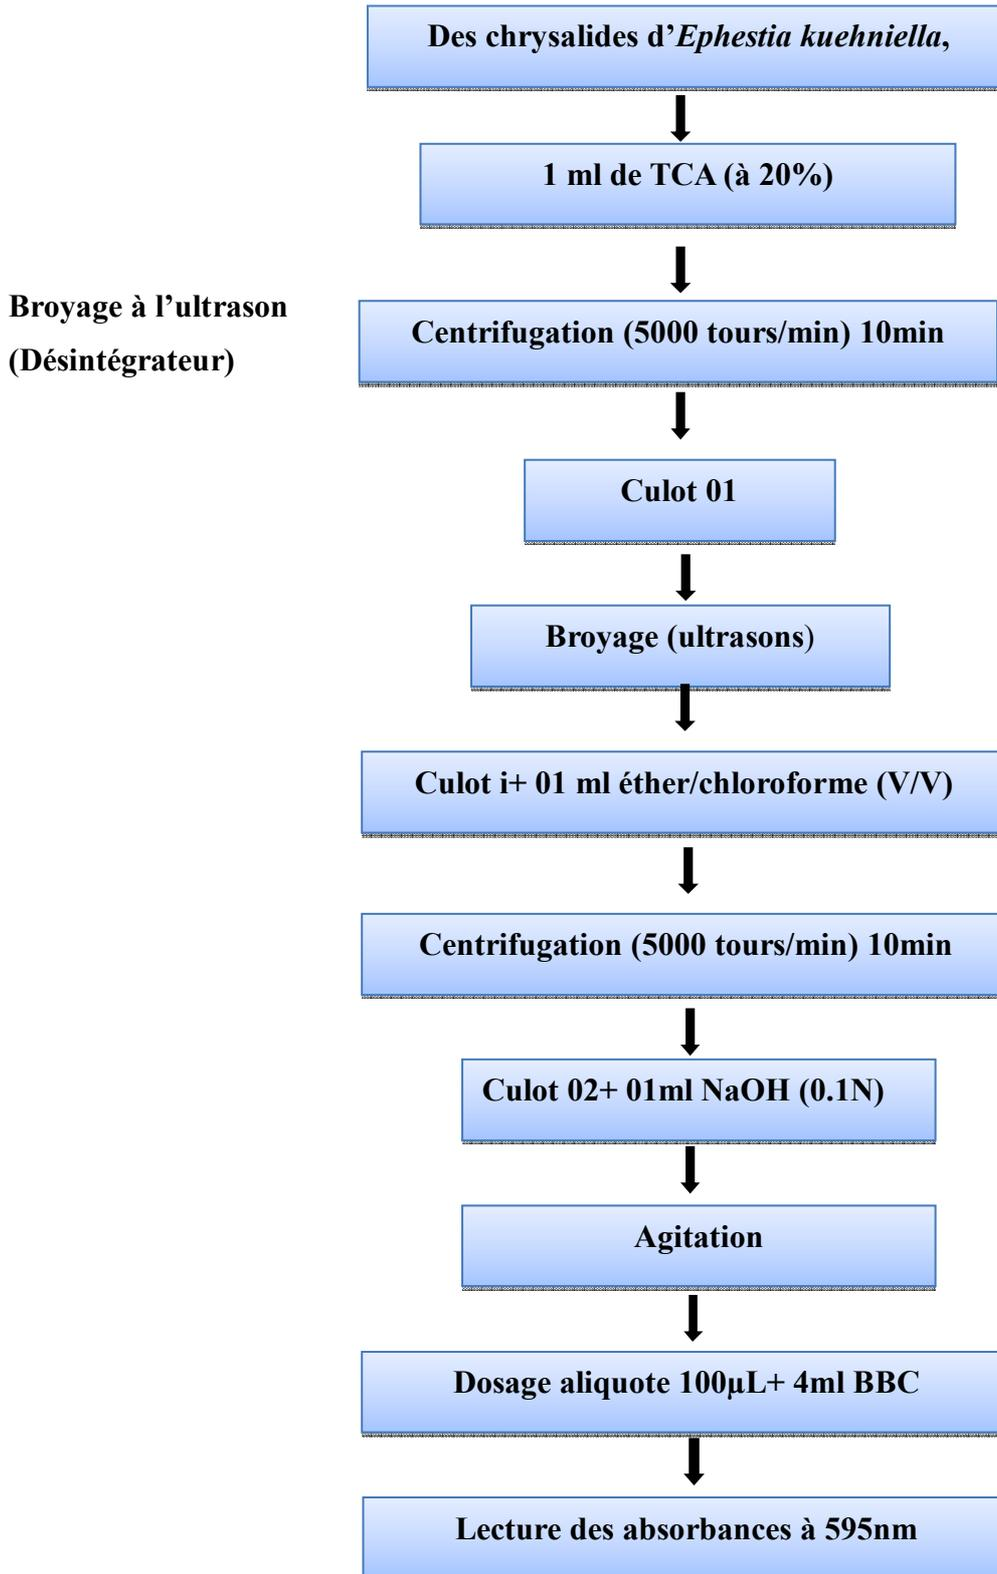 Des chrysalides d’Ephestia kuehniella,
1 ml de TCA (à 20%)
Broyage à l’ultrason
(Désintégrateur)
Centrifugation (5000 tours/min) 10min
Culot 01
Broyage (ultrasons)
Culot i+ 01 ml éther/chloroforme (V/V)
Centrifugation (5000 tours/min) 10min
Culot 02+ 01ml NaOH (0.1N)
Agitation
Dosage aliquote 100µL+ 4ml BBC
Lecture des absorbances à 595nm